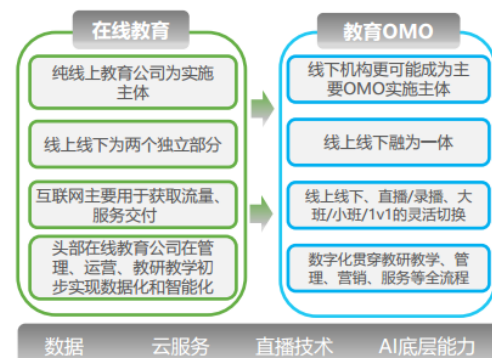 在线教育
纯线上教育公司为实施
主体
线上线下为两个独立部分
互联网主要用于获取流量、
服务交付
头部在线教育公司在管
理、运营、教研教学初
步实现数据化和智能化
教育OMO
线下机构更可能成为主
要OMO实施主体
线上线下融为一体
线上线下、直播/录播、大
班/小班/1v1的灵活切换
数字化贯穿教研教学、管
理、营销、服务等全流程
数据 云服务 直播技术 AI底层能力